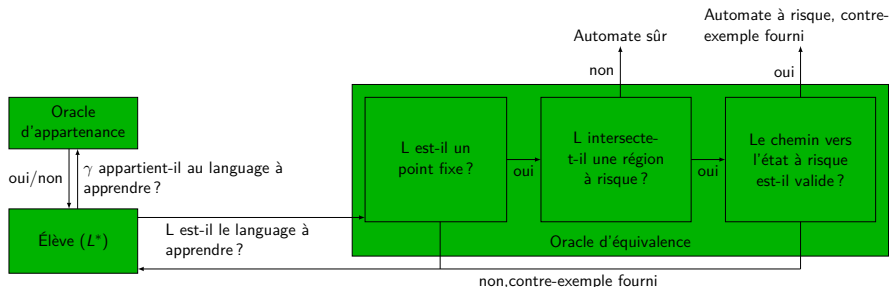 Automate à risque, contre-
exemple fourni
Automate sûr
non
oui
Oracle
d'appartenance
L est-il un
point fixe ?
L intersecte-
t-il une région
à risque ?
Le chemin vers
l'état à risque
est-il valide ?
oui
oui
oui/non
γ appartient-il au language à
apprendre ?
Élève (L*)
L est-il le language à
apprendre ?
Oracle d'équivalence
non,contre-exemple fourni